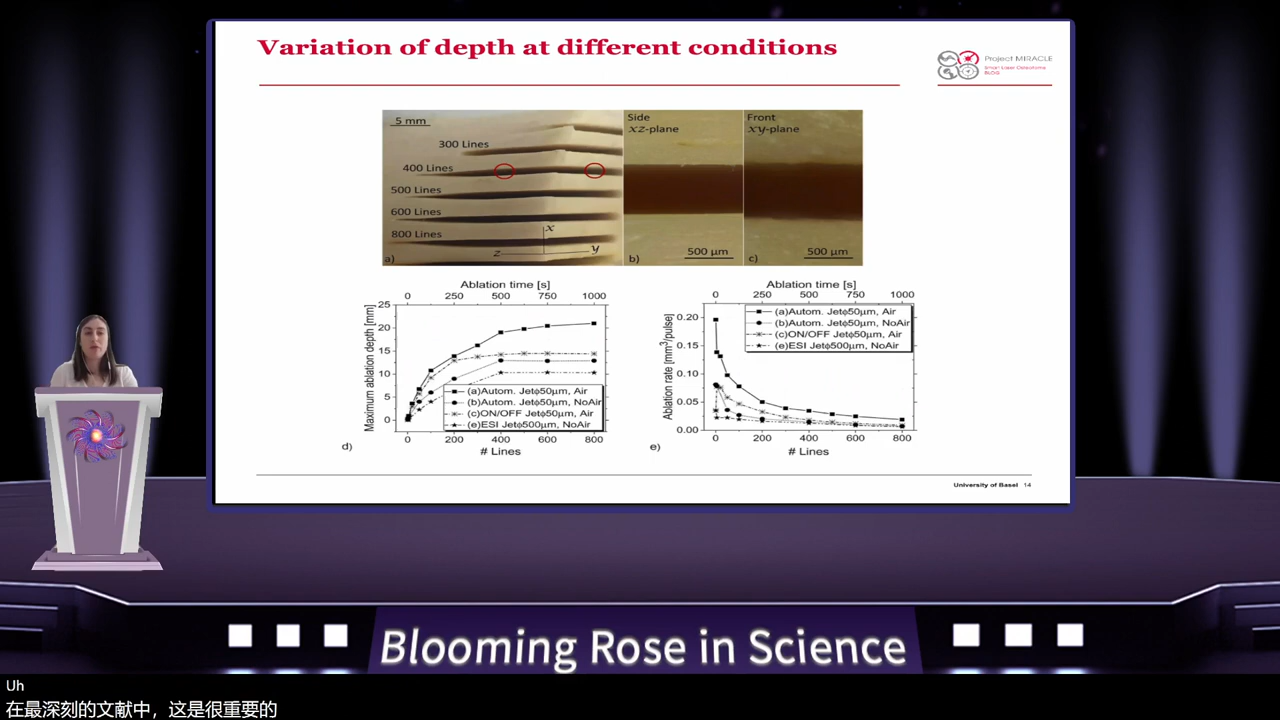 Variation of depth at different conditions
Project MIRACLE
Smart Laser Osteotomy
BLOG
5 mm
300 Lines
400 Lines
500 Lines
600 Lines
800 Lines
x
z
y
a)
Side
xz-plane
500 µm
b)
Front
xy-plane
500 µm
c)
Ablation time [s]
0 250 500 750 1000
Maximum ablation depth [mm]
25
20
15
10
5
0
(a)Autom. Jetϕ50µm, Air
(b)Autom. Jetϕ50µm, NoAir
(c)ON/OFF Jetϕ50µm, Air
(e)ESI Jetϕ500µm, NoAir
0 200 400 600 800
# Lines
d)
Ablation time [s]
0 250 500 750 1000
Ablation rate [mm³/pulse]
0.20
0.15
0.10
0.05
0.00
(a)Autom. Jetϕ50µm, Air
(b)Autom. Jetϕ50µm, NoAir
(c)ON/OFF Jetϕ50µm, Air
(e)ESI Jetϕ500µm, NoAir
0 200 400 600 800
# Lines
e)
University of Basel 14
Blooming Rose in Science
Uh
在最深刻的文献中，这是很重要的